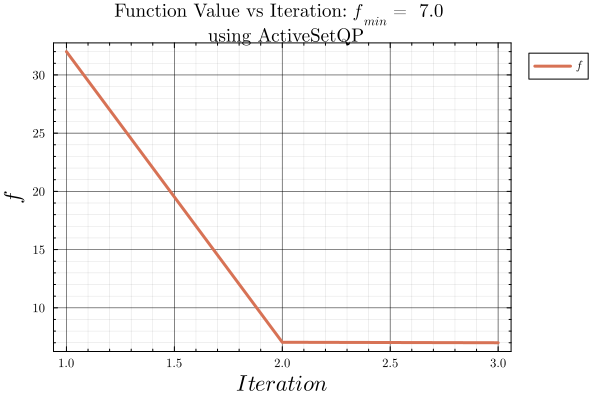 Function Value vs Iteration: f_min = 7.0
using ActiveSetQP
f
30
25
20
15
10
f
1.0 1.5 2.0 2.5 3.0
Iteration